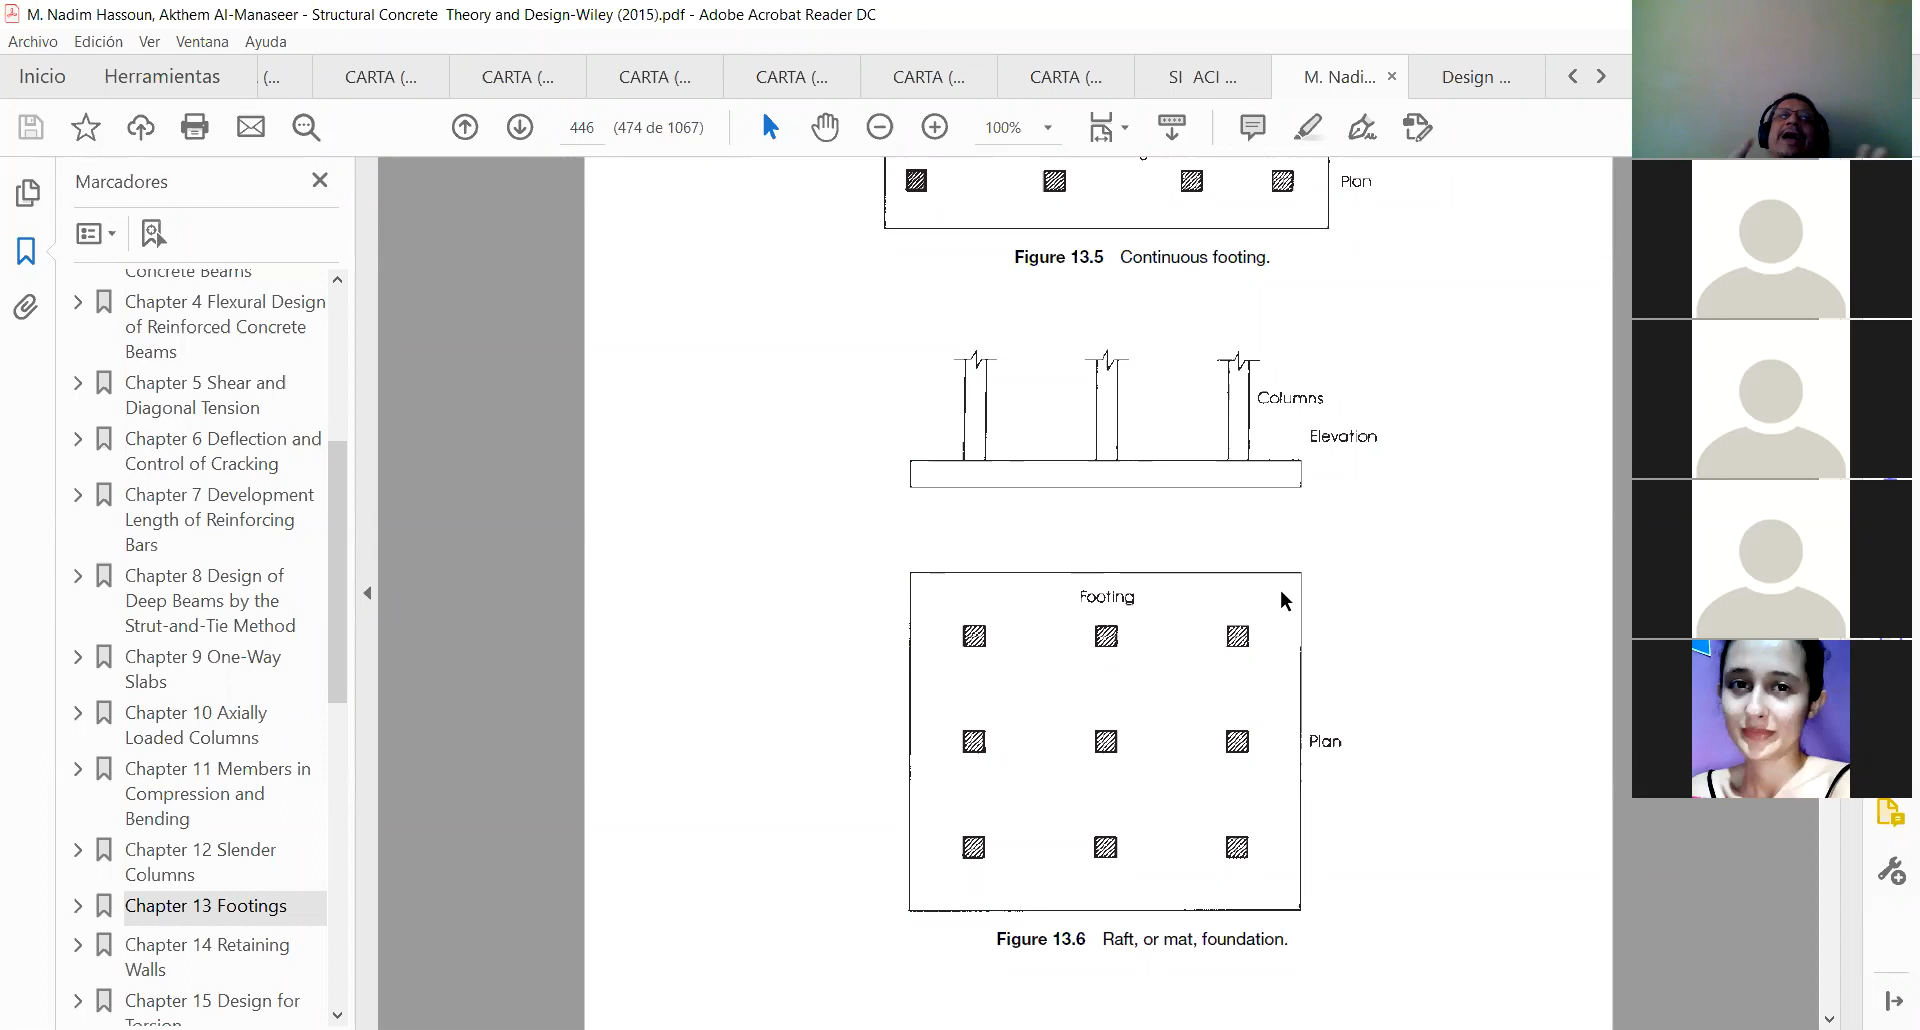 M. Nadim Hassoun, Akthem Al-Manaseer - Structural Concrete Theory and Design-Wiley (2015).pdf - Adobe Acrobat Reader DC
Archivo Edición Ver Ventana Ayuda
Inicio Herramientas (... CARTA (... CARTA (... CARTA (... CARTA (... CARTA (... CARTA (... SI ACI ... M. Nadi... × Design ...
446 (474 de 1067) 100%
Marcadores
Concrete Beams
Chapter 4 Flexural Design
of Reinforced Concrete
Beams
Chapter 5 Shear and
Diagonal Tension
Chapter 6 Deflection and
Control of Cracking
Chapter 7 Development
Length of Reinforcing
Bars
Chapter 8 Design of
Deep Beams by the
Strut-and-Tie Method
Chapter 9 One-Way
Slabs
Chapter 10 Axially
Loaded Columns
Chapter 11 Members in
Compression and
Bending
Chapter 12 Slender
Columns
Chapter 13 Footings
Chapter 14 Retaining
Walls
Chapter 15 Design for
Torsion
Plan
Figure 13.5 Continuous footing.
Columns
Elevation
Footing
Plan
Figure 13.6 Raft, or mat, foundation.